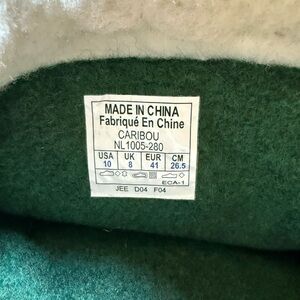 MADE IN CHINA
Fabriqué En Chine
CARIBOU
NL1005-280
USA UK EUR CM
10 8 41 26.5
ECA-1
JEE D04 F04